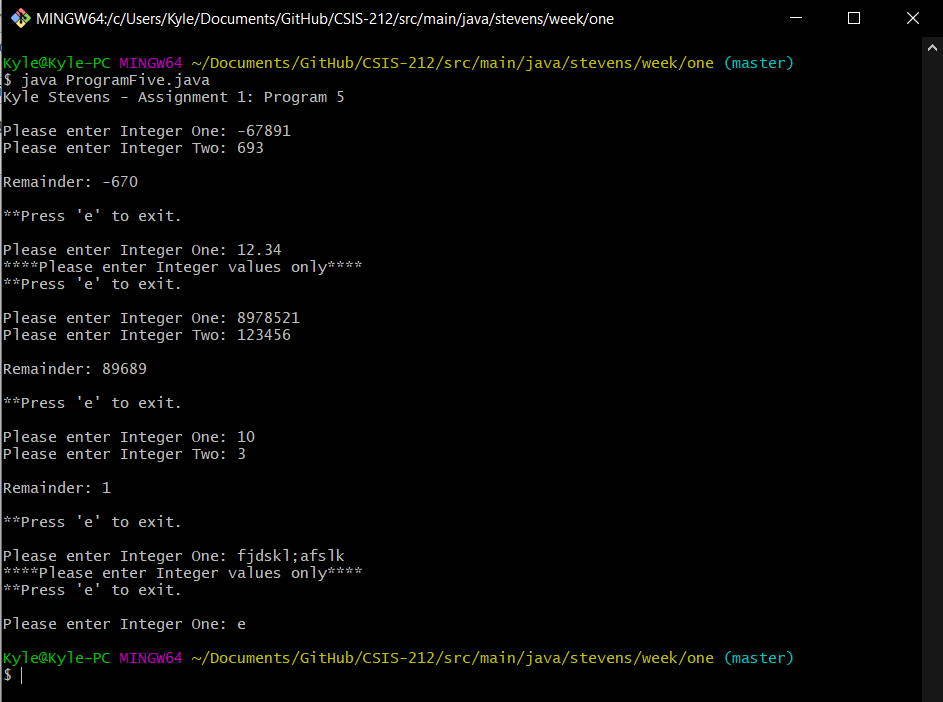 MINGW64:/c/Users/Kyle/Documents/GitHub/CSIS-212/src/main/java/stevens/week/one
Kyle@Kyle-PC MINGW64 ~/Documents/GitHub/CSIS-212/src/main/java/stevens/week/one (master)
$ java ProgramFive.java
Kyle Stevens - Assignment 1: Program 5
Please enter Integer One: -67891
Please enter Integer Two: 693
Remainder: -670
**Press 'e' to exit.
Please enter Integer One: 12.34
****Please enter Integer values only****
**Press 'e' to exit.
Please enter Integer One: 8978521
Please enter Integer Two: 123456
Remainder: 89689
**Press 'e' to exit.
Please enter Integer One: 10
Please enter Integer Two: 3
Remainder: 1
**Press 'e' to exit.
Please enter Integer One: fjdskl;afslk
****Please enter Integer values only****
**Press 'e' to exit.
Please enter Integer One: e
Kyle@Kyle-PC MINGW64 ~/Documents/GitHub/CSIS-212/src/main/java/stevens/week/one (master)
$